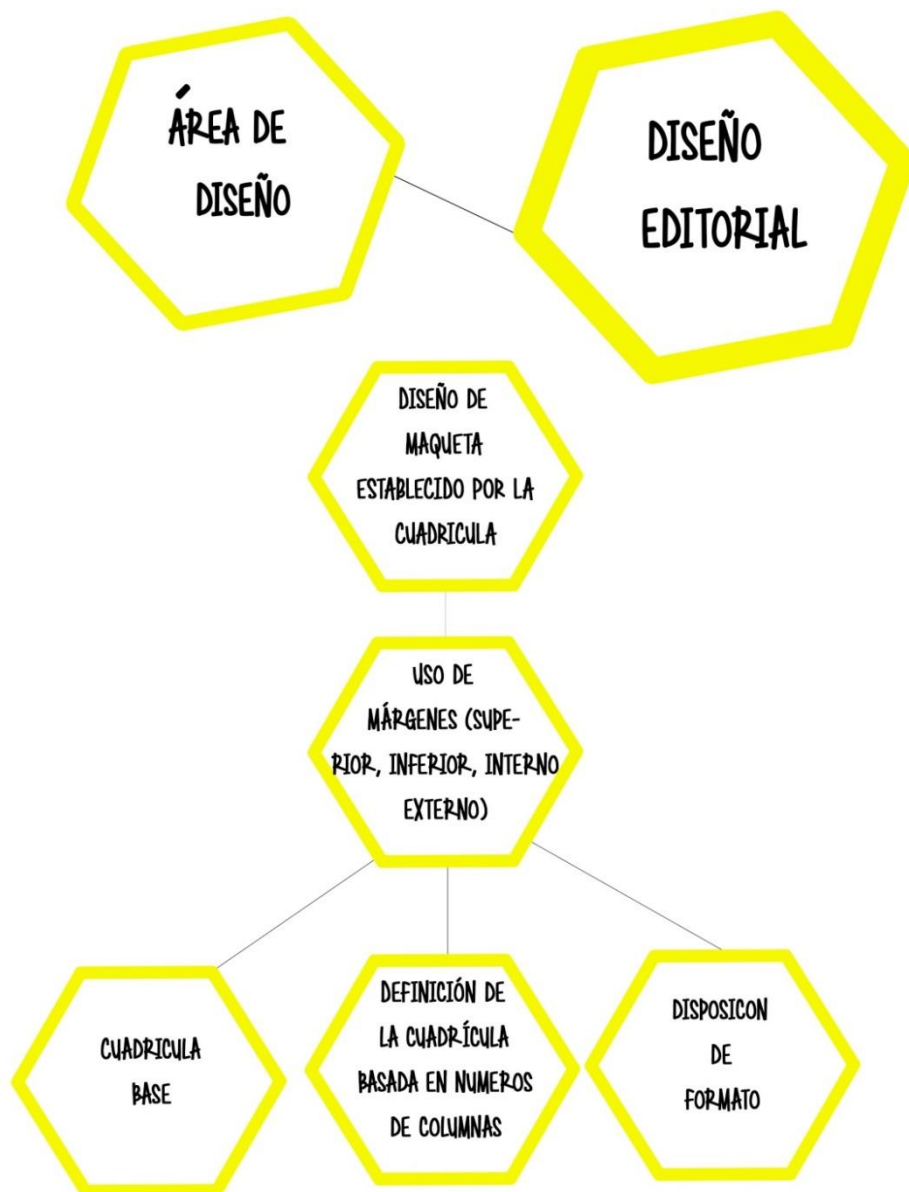 ÁREA DE
DISEÑO
DISEÑO
EDITORIAL
DISEÑO DE
MAQUETA
ESTABLECIDO POR LA
CUADRICULA
USO DE
MÁRGENES (SUPE-
RIOR, INFERIOR, INTERNO
EXTERNO)
CUADRICULA
BASE
DEFINICIÓN DE
LA CUADRÍCULA
BASADA EN NUMEROS
DE COLUMNAS
DISPOSICON
DE
FORMATO